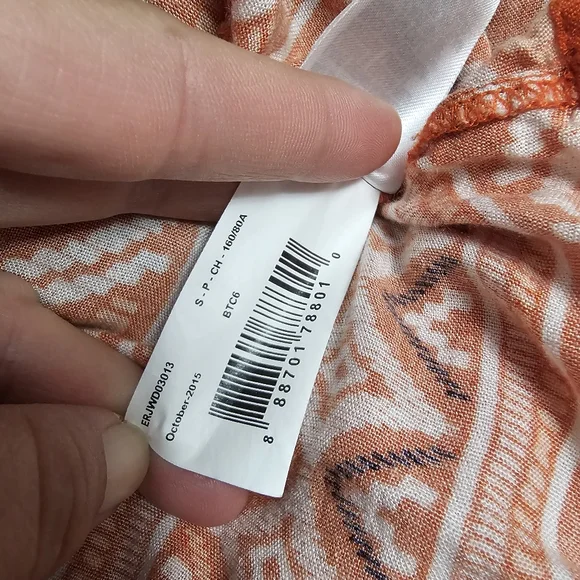 S - P - CH - 160/80A
BTC6
ERJWD03013
October-2015
8 88701 78801 0